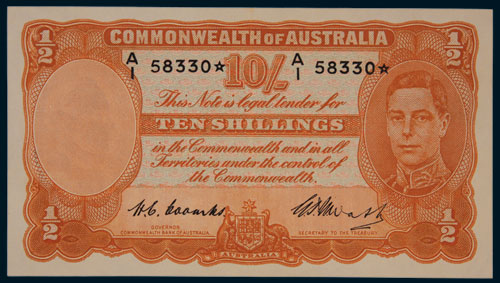 COMMONWEALTH OF AUSTRALIA
1/2 1/2
A/1 58330☆ A/1 58330☆
10/-
This Note is legal tender for
TEN SHILLINGS
in the Commonwealth and in all
Territories under the control of
the Commonwealth.
H.C. Coombs
GOVERNOR SECRETARY TO THE TREASURY
COMMONWEALTH BANK OF AUSTRALIA
1/2 1/2
AUSTRALIA